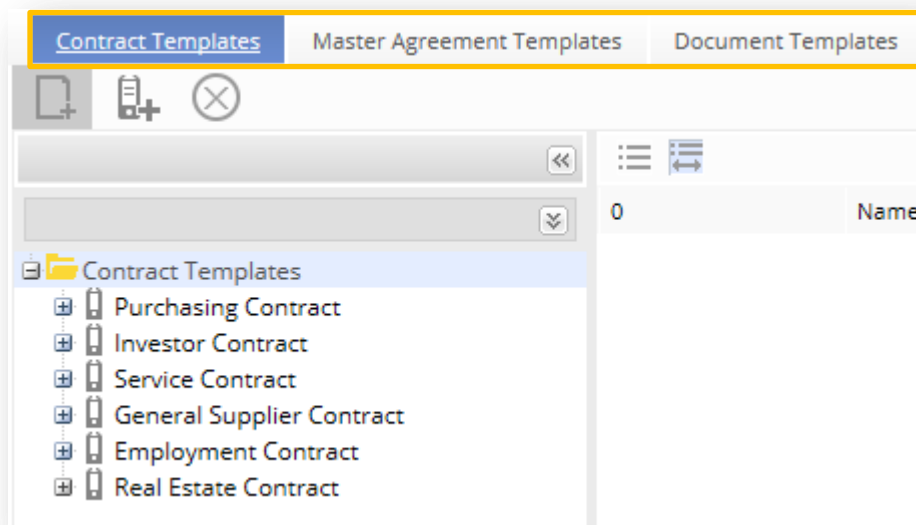 Contract Templates Master Agreement Templates Document Templates
0 Name
Contract Templates
Purchasing Contract
Investor Contract
Service Contract
General Supplier Contract
Employment Contract
Real Estate Contract